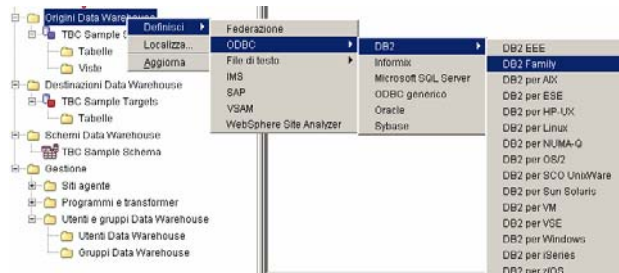 Origini Data Warehouse
TBC Sample
Tabelle
Viste
Destinazioni Data Warehouse
TBC Sample Targets
Tabelle
Schemi Data Warehouse
TBC Sample Schema
Gestione
Siti agente
Programmi e transformer
Utenti e gruppi Data Warehouse
Utenti Data Warehouse
Gruppi Data Warehouse
Definisci
Localizza...
Aggiorna
Federazione
ODBC
File di testo
IMS
SAP
VSAM
WebSphere Site Analyzer
DB2
Informix
Microsoft SQL Server
ODBC generico
Oracle
Sybase
DB2 EEE
DB2 Family
DB2 per AIX
DB2 per ESE
DB2 per HP-UX
DB2 per Linux
DB2 per NUMA-Q
DB2 per OS/2
DB2 per SCO UnixWare
DB2 per Sun Solaris
DB2 per VM
DB2 per VSE
DB2 per Windows
DB2 per iSeries
DB2 per z/OS